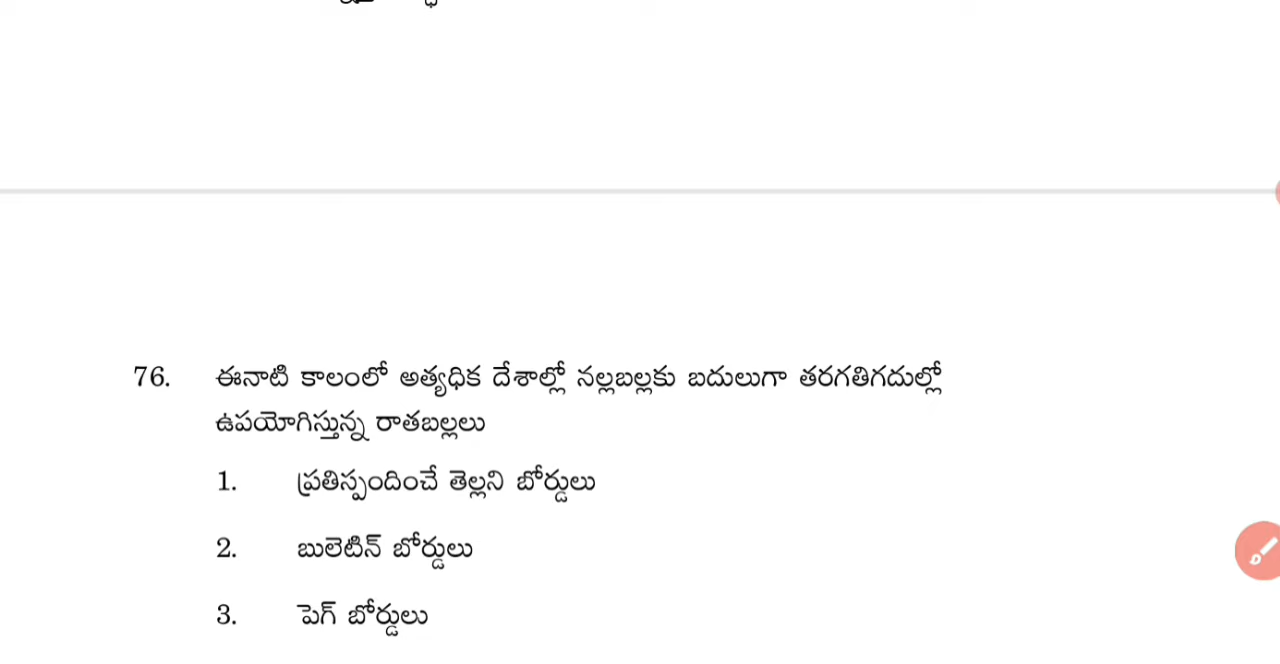 76. ఈనాటి కాలంలో అత్యధిక దేశాల్లో నల్లబల్లకు బదులుగా తరగతిగదుల్లో
ఉపయోగిస్తున్న రాతబల్లలు
1. ప్రతిస్పందించే తెల్లని బోర్డులు
2. బులెటిన్ బోర్డులు
3. పెగ్ బోర్డులు